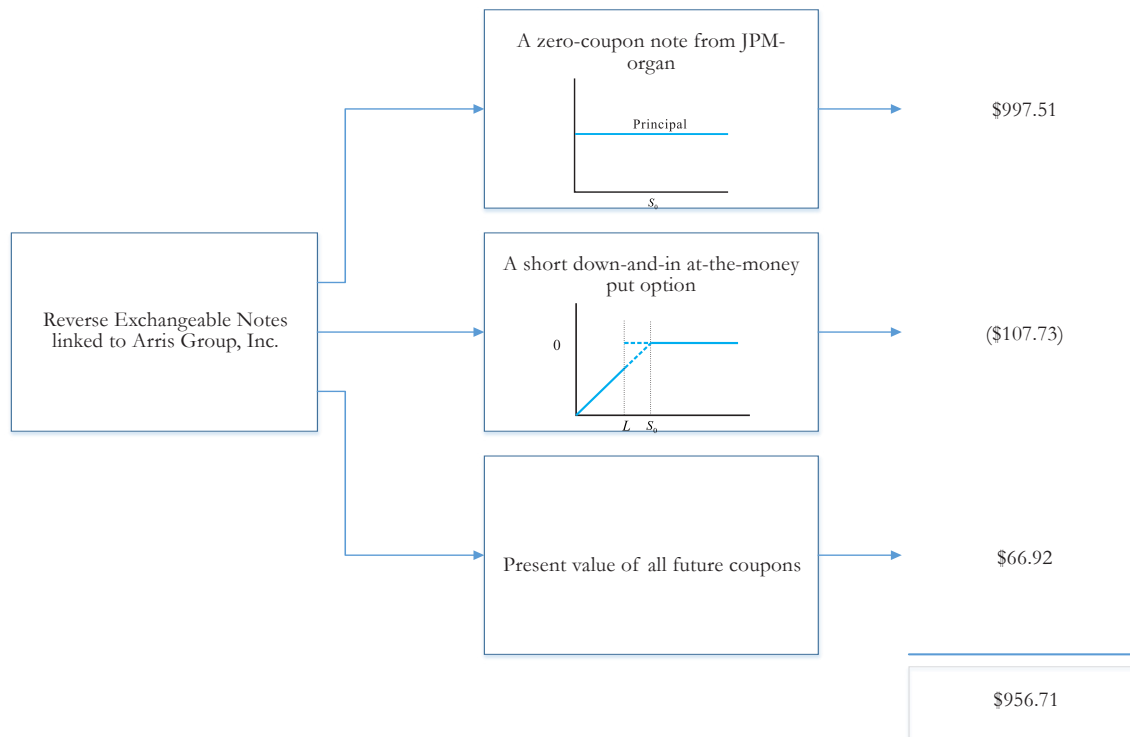 A zero-coupon note from JPM-
organ
Principal
S₀
$997.51
Reverse Exchangeable Notes
linked to Arris Group, Inc.
A short down-and-in at-the-money
put option
0
L S₀
($107.73)
Present value of all future coupons
$66.92
$956.71